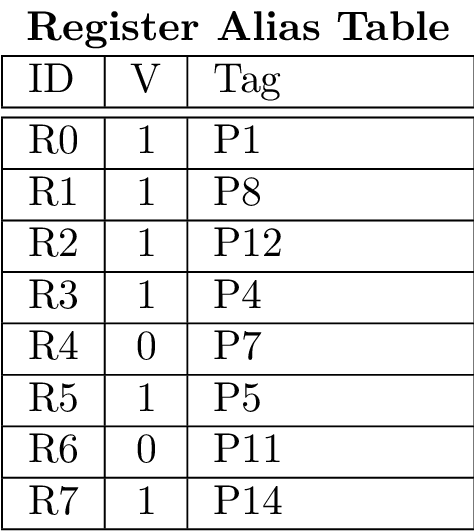 Register Alias Table
ID V Tag
R0 1 P1
R1 1 P8
R2 1 P12
R3 1 P4
R4 0 P7
R5 1 P5
R6 0 P11
R7 1 P14